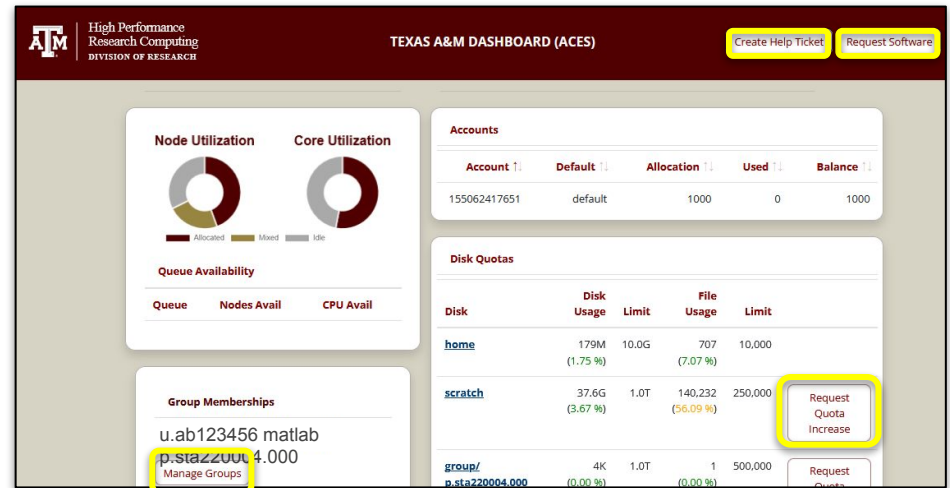 High Performance
Research Computing
DIVISION OF RESEARCH
TEXAS A&M DASHBOARD (ACES)
Create Help Ticket
Request Software
ĀM
Node Utilization
Core Utilization
Allocated
Mixed
Idle
Queue Availability
Queue Nodes Avail CPU Avail
Group Memberships
u.ab123456 matlab
p.sta220004.000
Manage Groups
Accounts
Account Default Allocation Used Balance
155062417651 default 1000 0 1000
Disk Quotas
Disk
Disk Usage
Limit
File Usage
Limit
home 179M 10.0G 707 10,000
(1.75 %) (7.07 %)
scratch 37.6G 1.0T 140,232 250,000
(3.67 %) (56.09 %)
Request
Quota
Increase
group/ 4K 1.0T 1 500,000
p.sta220004.000 (0.00 %) (0.00 %)
Request
Quota